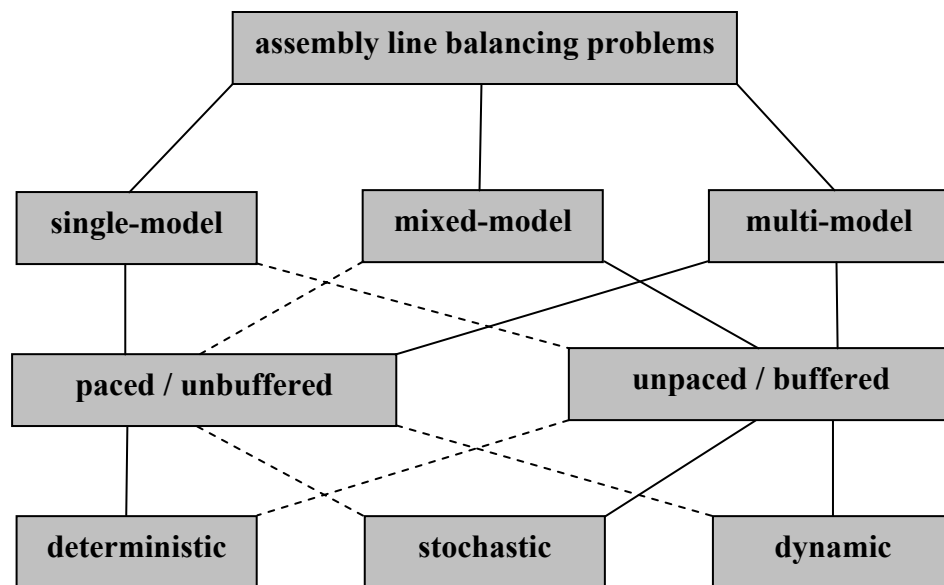 assembly line balancing problems
single-model
mixed-model
multi-model
paced / unbuffered
unpaced / buffered
deterministic
stochastic
dynamic